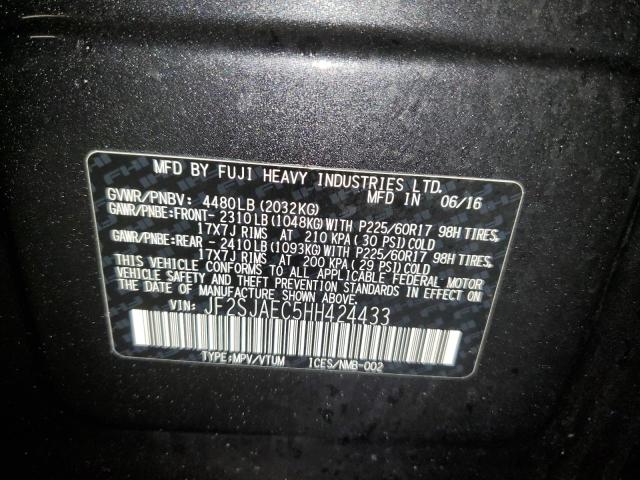 MFD BY FUJI HEAVY INDUSTRIES LTD.
GVWR/PNBV: 4480LB (2032KG) MFD IN 06/16
GAWR/PNBE:FRONT- 2310LB (1048KG)WITH P225/60R17 98H TIRES,
17X7J RIMS AT 210 KPA (30 PSI)COLD
GAWR/PNBE:REAR -2410LB (1093KG)WITH P225/60R17 98H TIRES,
17X7J RIMS AT 200 KPA (29 PSI)COLD
THIS VEHICLE CONFORMS TO ALL APPLICABLE FEDERAL MOTOR
VEHICLE SAFETY AND THEFT PREVENTION STANDARDS IN EFFECT ON
THE DATE OF MANUFACTURE SHOWN ABOVE.
VIN: JF2SJAEC5HH424433
TYPE:MPV/VTUM ICES/NMB-002